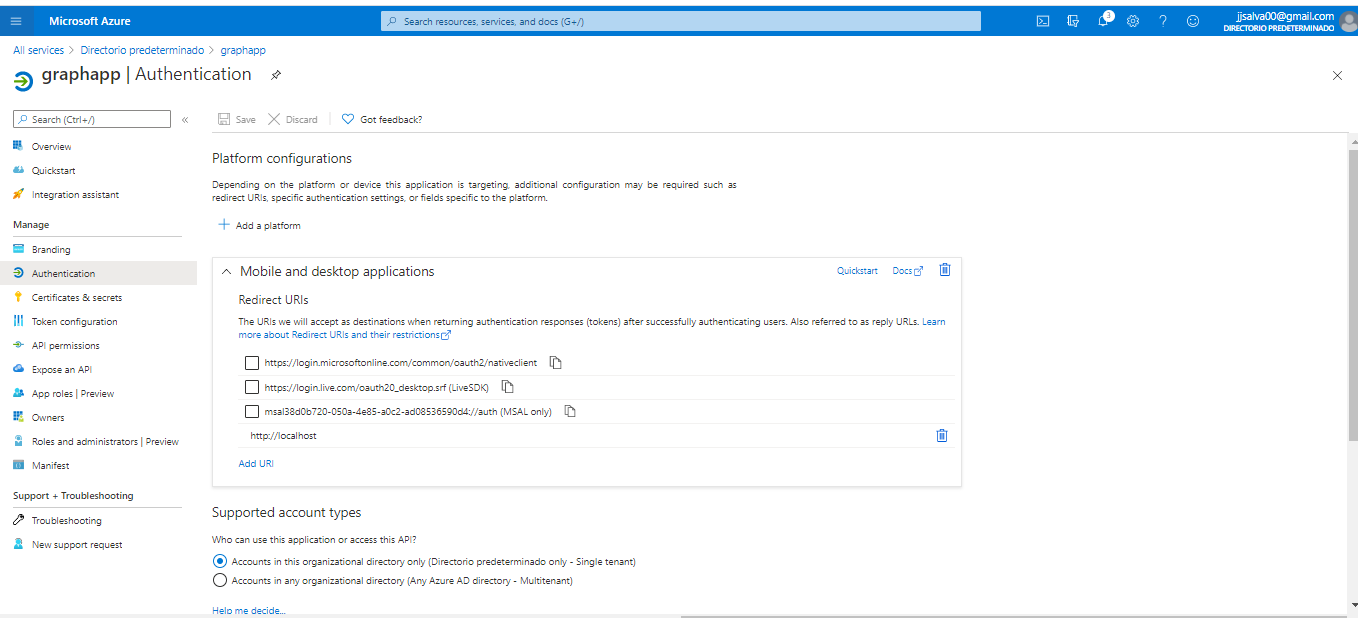 Microsoft Azure
Search resources, services, and docs (G+/)
3
jjsalva00@gmail.com
DIRECTORIO PREDETERMINADO
All services > Directorio predeterminado > graphapp
graphapp | Authentication
Search (Ctrl+/)
«
Save
Discard
Got feedback?
Overview
Quickstart
Integration assistant
Manage
Branding
Authentication
Certificates & secrets
Token configuration
API permissions
Expose an API
App roles | Preview
Owners
Roles and administrators | Preview
Manifest
Support + Troubleshooting
Troubleshooting
New support request
Platform configurations
Depending on the platform or device this application is targeting, additional configuration may be required such as
redirect URIs, specific authentication settings, or fields specific to the platform.
Add a platform
Mobile and desktop applications
Quickstart
Docs
Redirect URIs
The URIs we will accept as destinations when returning authentication responses (tokens) after successfully authenticating users. Also referred to as reply URLs. Learn
more about Redirect URIs and their restrictions
https://login.microsoftonline.com/common/oauth2/nativeclient
https://login.live.com/oauth20_desktop.srf (LiveSDK)
msal38d0b720-050a-4e85-a0c2-ad08536590d4://auth (MSAL only)
http://localhost
Add URI
Supported account types
Who can use this application or access this API?
Accounts in this organizational directory only (Directorio predeterminado only - Single tenant)
Accounts in any organizational directory (Any Azure AD directory - Multitenant)
Help me decide...